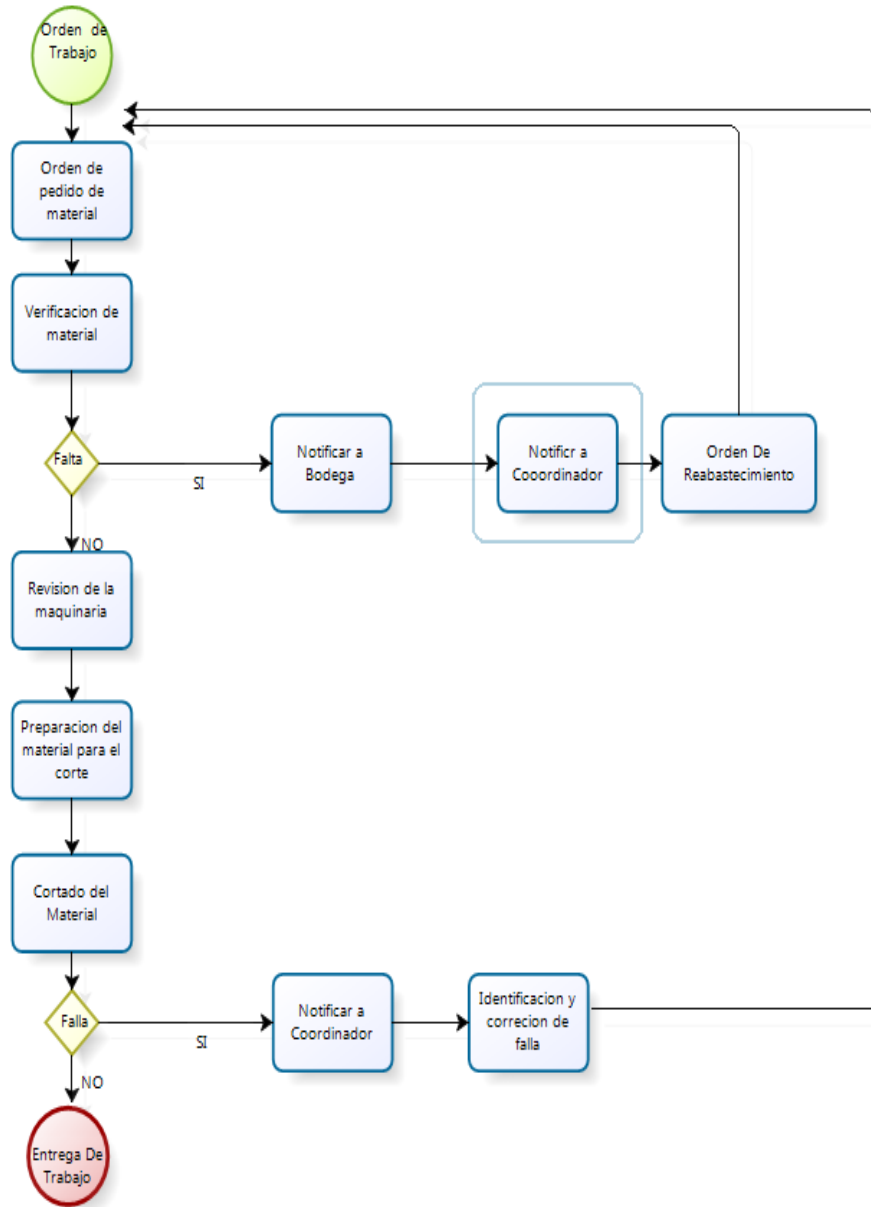 Orden de
Trabajo
Orden de
pedido de
material
Verificacion de
material
Falta
SI
Notificar a
Bodega
Notificr a
Cooordinador
Orden De
Reabastecimiento
NO
Revision de la
maquinaria
Preparacion del
material para el
corte
Cortado del
Material
Falla
SI
Notificar a
Coordinador
Identificacion y
correcion de
falla
NO
Entrega De
Trabajo